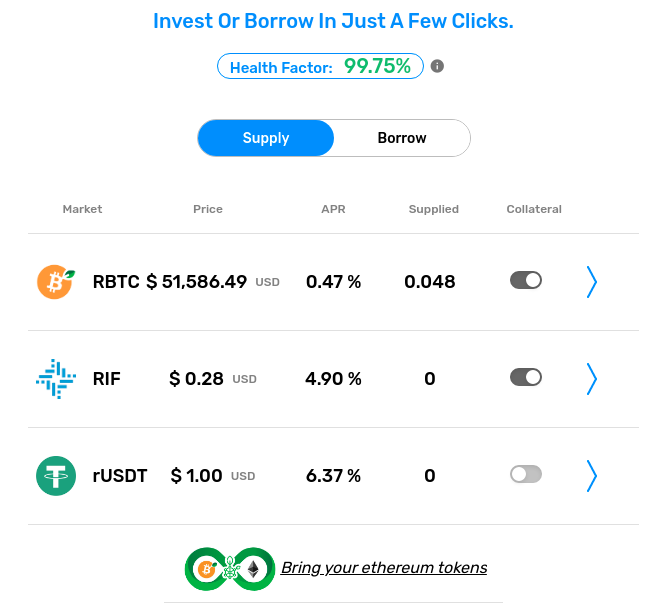 Invest Or Borrow In Just A Few Clicks.
Health Factor: 99.75%
Supply Borrow
Market Price APR Supplied Collateral
RBTC $ 51,586.49 USD 0.47 % 0.048
RIF $ 0.28 USD 4.90 % 0
rUSDT $ 1.00 USD 6.37 % 0
Bring your ethereum tokens